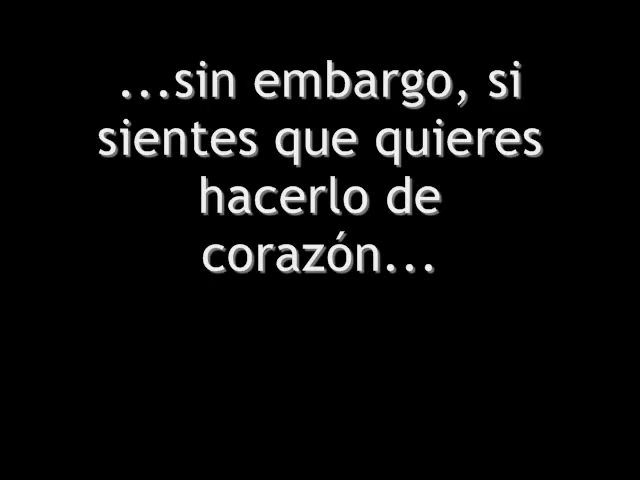 ...sin embargo, si
sientes que quieres
hacerlo de
corazón...